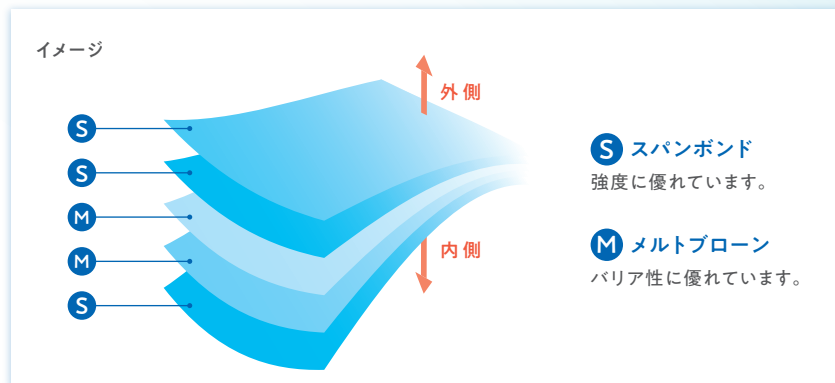 イメージ
外側
S
S
M
M
S
内側
S スパンボンド
強度に優れています。
M メルトブローン
バリア性に優れています。